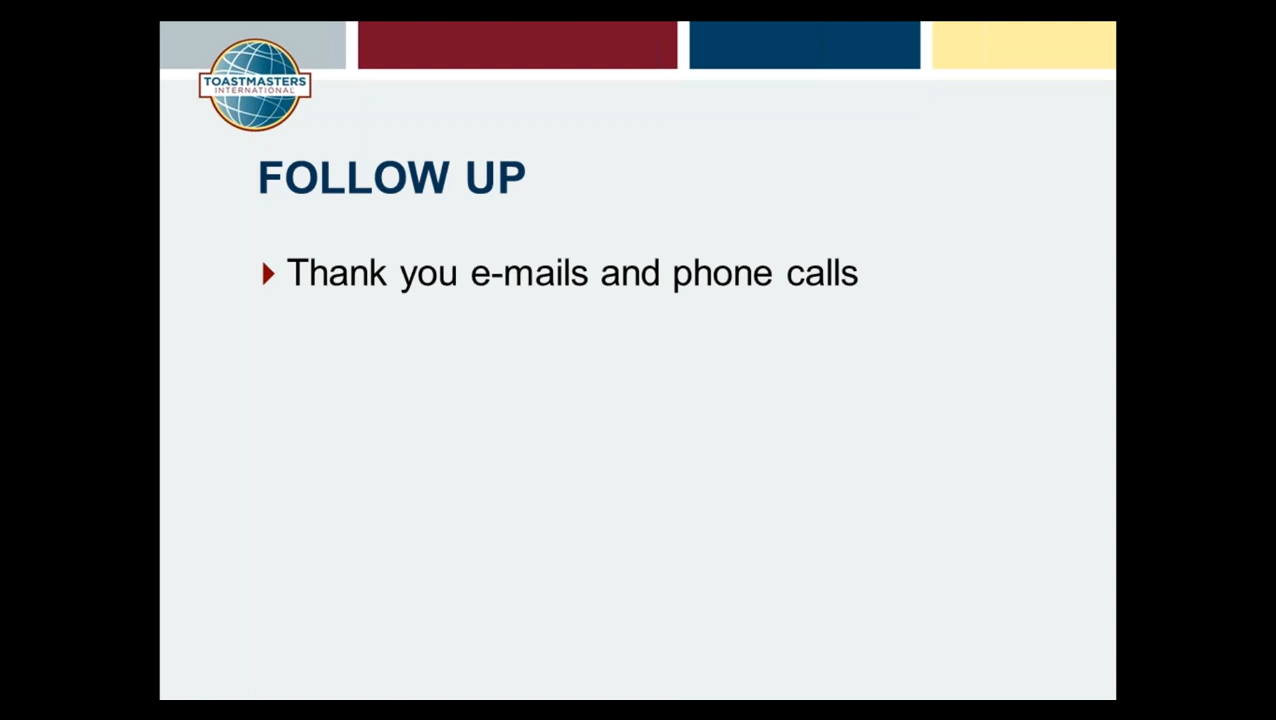 TOASTMASTERS
INTERNATIONAL
FOLLOW UP
Thank you e-mails and phone calls